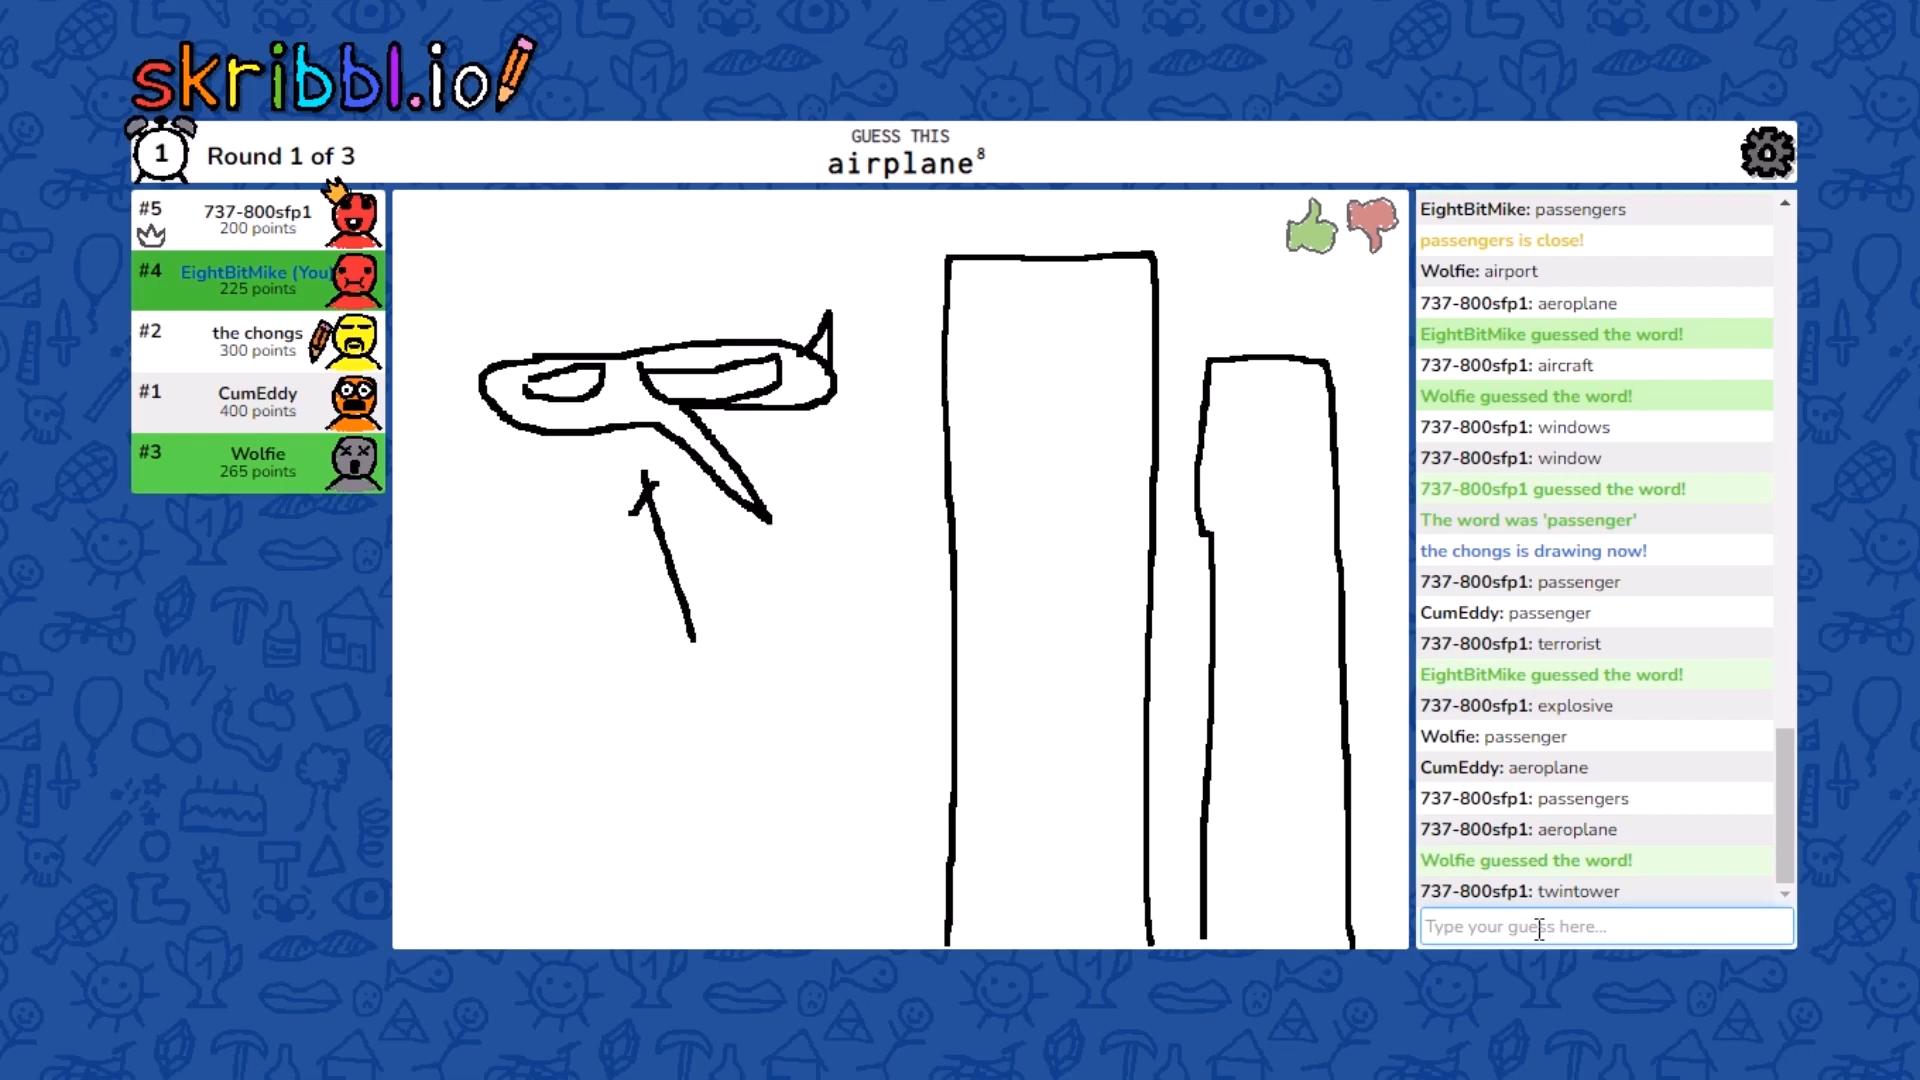 skribbl.io
1
Round 1 of 3
GUESS THIS
airplane8
#5
737-800sfp1
200 points
#4
EightBitMike (You)
225 points
#2
the chongs
300 points
#1
CumEddy
400 points
#3
Wolfie
265 points
EightBitMike: passengers
passengers is close!
Wolfie: airport
737-800sfp1: aeroplane
EightBitMike guessed the word!
737-800sfp1: aircraft
Wolfie guessed the word!
737-800sfp1: windows
737-800sfp1: window
737-800sfp1 guessed the word!
The word was 'passenger'
the chongs is drawing now!
737-800sfp1: passenger
CumEddy: passenger
737-800sfp1: terrorist
EightBitMike guessed the word!
737-800sfp1: explosive
Wolfie: passenger
CumEddy: aeroplane
737-800sfp1: passengers
737-800sfp1: aeroplane
Wolfie guessed the word!
737-800sfp1: twintower
Type your guess here...